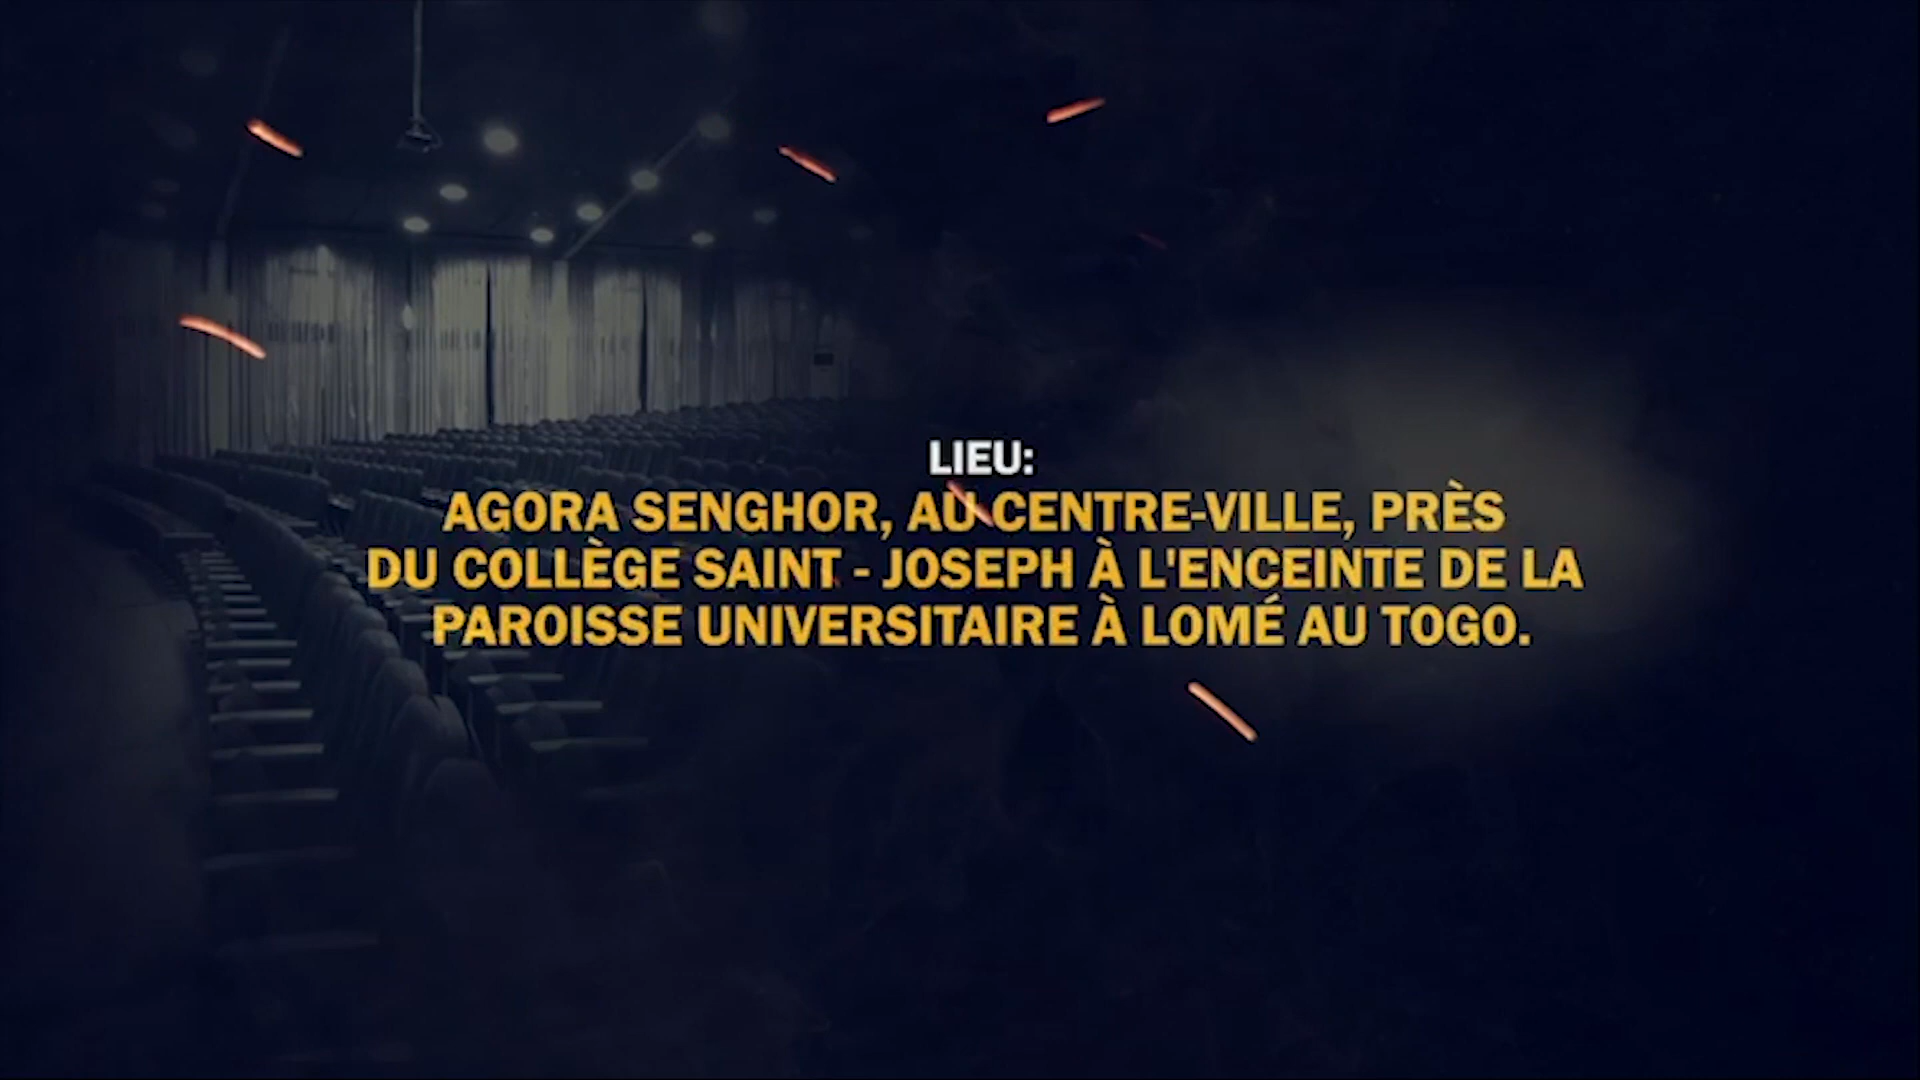 LIEU:
AGORA SENGHOR, AU CENTRE-VILLE, PRÈS
DU COLLÈGE SAINT - JOSEPH À L'ENCEINTE DE LA
PAROISSE UNIVERSITAIRE À LOMÉ AU TOGO.